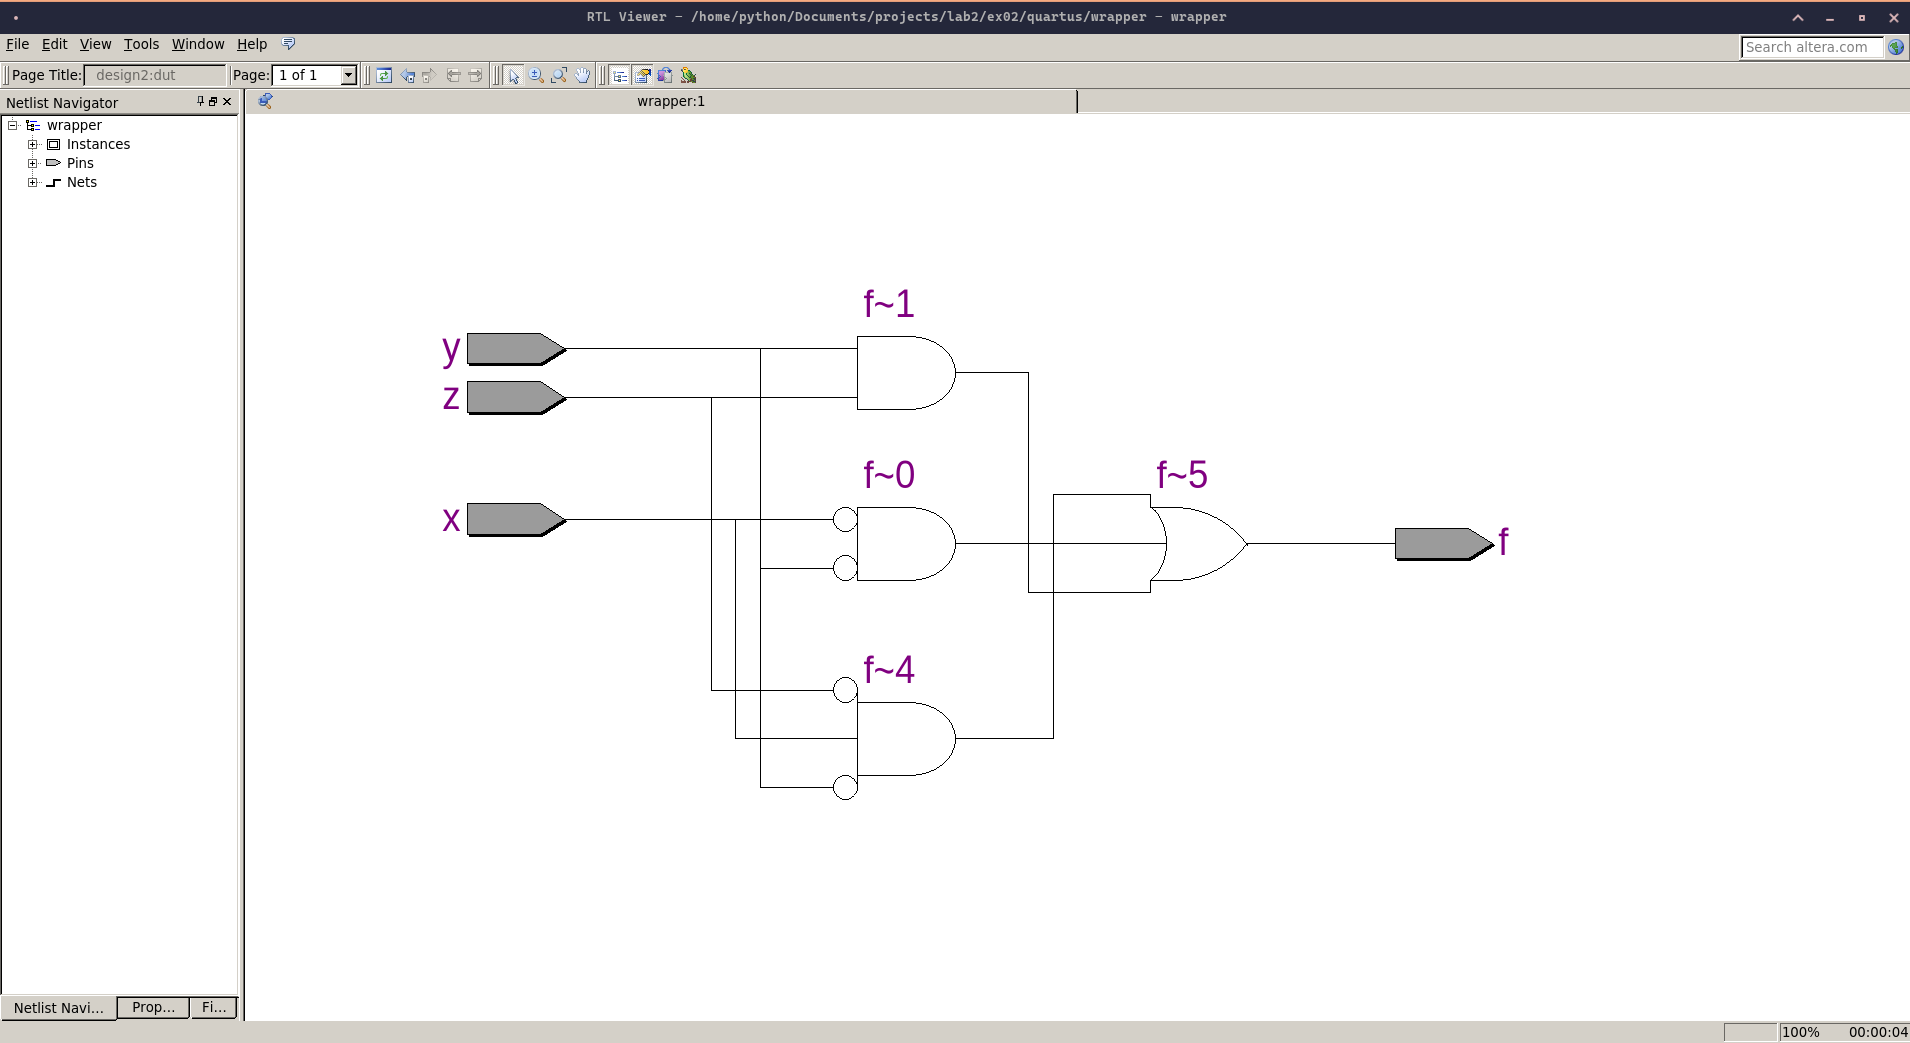 RTL Viewer - /home/python/Documents/projects/lab2/ex02/quartus/wrapper - wrapper
File Edit View Tools Window Help
Search altera.com
Page Title: design2:dut Page: 1 of 1
Netlist Navigator
wrapper:1
wrapper
Instances
Pins
Nets
f~1
y
z
f~0
f~5
x
f
f~4
Netlist Navi... Prop... Fi...
100% 00:00:04